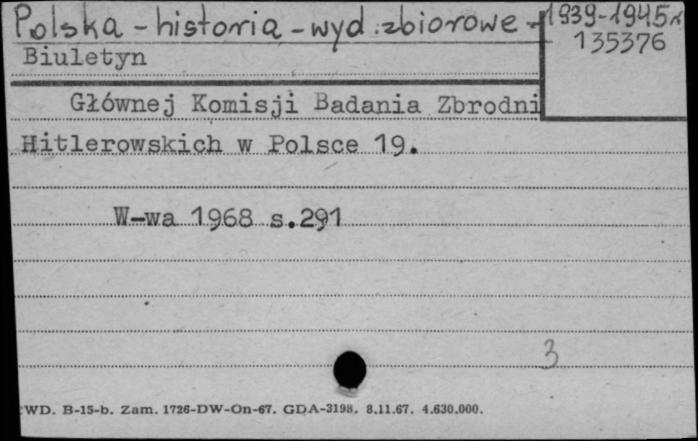 Polska - historia - wyd. zbiorowe - 1939-1945 r.
135376
Biuletyn
Głównej Komisji Badania Zbrodni
Hitlerowskich w Polsce 19.
W-wa 1968 s.291
3
WD. B-15-b. Zam. 1726-DW-On-67. GDA-3198. 8.11.67. 4.630.000.